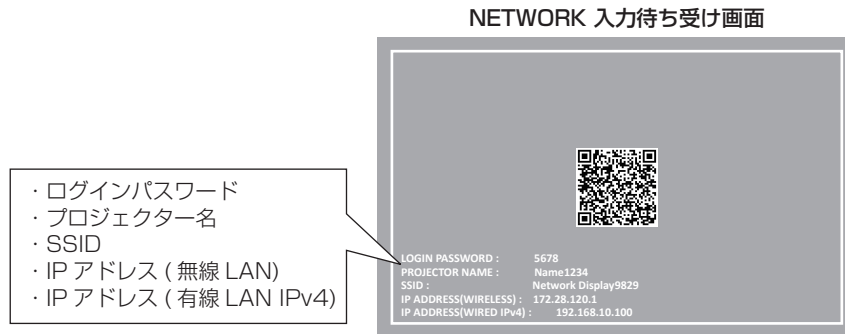 NETWORK 入力待ち受け画面
・ログインパスワード
・プロジェクター名
・SSID
・IP アドレス ( 無線 LAN)
・IP アドレス ( 有線 LAN IPv4)
LOGIN PASSWORD : 5678
PROJECTOR NAME : Name1234
SSID : Network Display9829
IP ADDRESS(WIRELESS) : 172.28.120.1
IP ADDRESS(WIRED IPv4) : 192.168.10.100